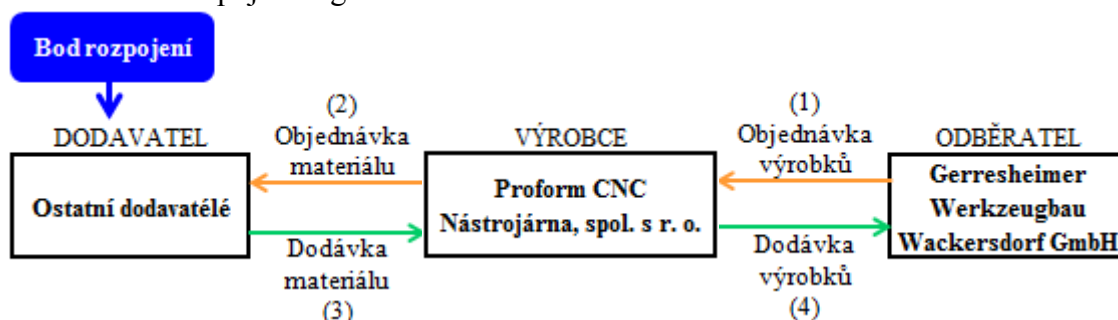 Bod rozpojení
(2)
(1)
DODAVATEL
Objednávka
materiálu
VÝROBCE
Objednávka
výrobků
ODBĚRATEL
Ostatní dodavatélé
Proform CNC
Nástrojárna, spol. s r. o.
Gerresheimer
Werkzeugbau
Wackersdorf GmbH
Dodávka
materiálu
(3)
Dodávka
výrobků
(4)